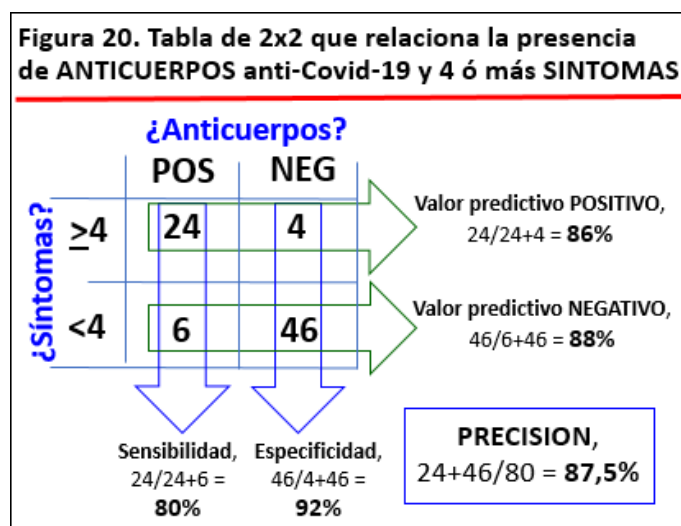 Figura 20. Tabla de 2x2 que relaciona la presencia
de ANTICUERPOS anti-Covid-19 y 4 ó más SINTOMAS
¿Anticuerpos?
POS NEG
¿Síntomas?
≥4 24 4
Valor predictivo POSITIVO,
24/24+4 = 86%
<4 6 46
Valor predictivo NEGATIVO,
46/6+46 = 88%
Sensibilidad,
24/24+6 =
80%
Especificidad,
46/4+46 =
92%
PRECISION,
24+46/80 = 87,5%